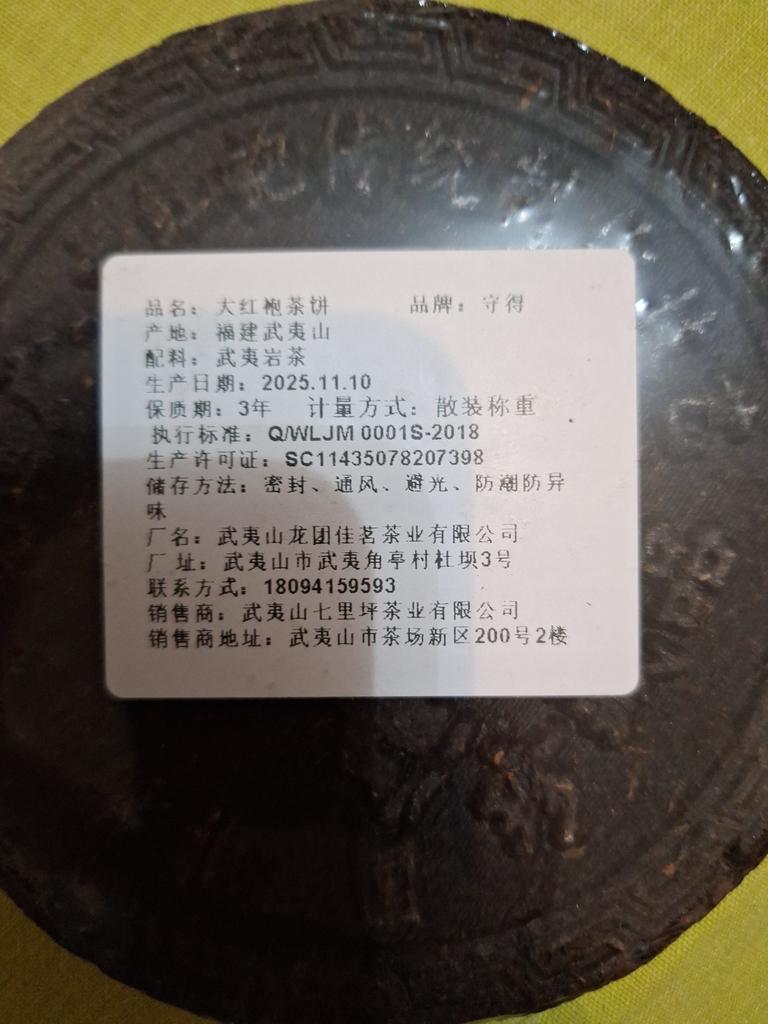 品名：大红袍茶饼 品牌：守得
产地：福建武夷山
配料：武夷岩茶
生产日期：2025.11.10
保质期：3年 计量方式：散装称重
执行标准：Q/WLJM 0001S-2018
生产许可证：SC11435078207398
储存方法：密封、通风、避光、防潮防异
味
厂名：武夷山龙团佳茗茶业有限公司
厂址：武夷山市武夷角亭村杜坝3号
联系方式：18094159593
销售商：武夷山七里坪茶业有限公司
销售商地址：武夷山市茶场新区200号2楼